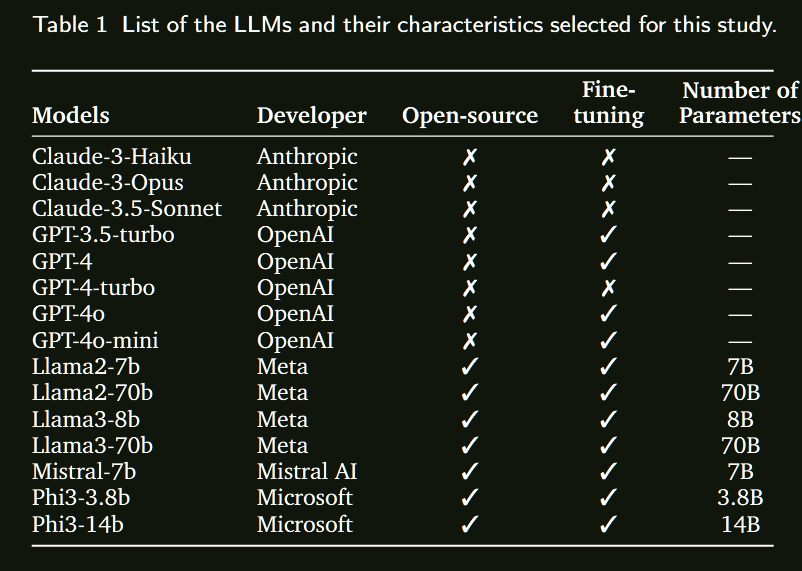 Table 1 List of the LLMs and their characteristics selected for this study.
Models Developer Open-source Fine-tuning Number of Parameters
Claude-3-Haiku Anthropic ✗ ✗ —
Claude-3-Opus Anthropic ✗ ✗ —
Claude-3.5-Sonnet Anthropic ✗ ✗ —
GPT-3.5-turbo OpenAI ✗ ✓ —
GPT-4 OpenAI ✗ ✓ —
GPT-4-turbo OpenAI ✗ ✗ —
GPT-4o OpenAI ✗ ✓ —
GPT-4o-mini OpenAI ✗ ✓ —
Llama2-7b Meta ✓ ✓ 7B
Llama2-70b Meta ✓ ✓ 70B
Llama3-8b Meta ✓ ✓ 8B
Llama3-70b Meta ✓ ✓ 70B
Mistral-7b Mistral AI ✓ ✓ 7B
Phi3-3.8b Microsoft ✓ ✓ 3.8B
Phi3-14b Microsoft ✓ ✓ 14B